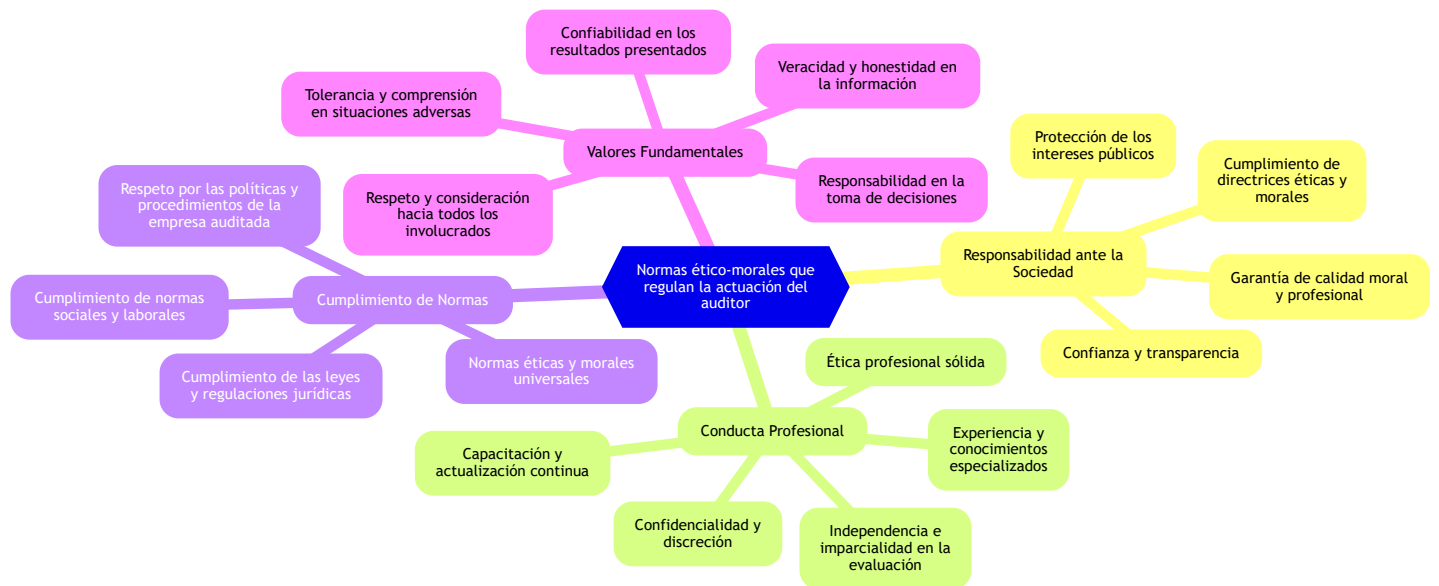 Confiabilidad en los
resultados presentados
Veracidad y honestidad en
la información
Tolerancia y comprensión
en situaciones adversas
Valores Fundamentales
Respeto y consideración
hacia todos los
involucrados
Responsabilidad en la
toma de decisiones
Protección de los
intereses públicos
Cumplimiento de
directrices éticas y
morales
Responsabilidad ante la
Sociedad
Garantía de calidad moral
y profesional
Confianza y transparencia
Normas ético-morales que
regulan la actuación del
auditor
Respeto por las políticas y
procedimientos de la
empresa auditada
Cumplimiento de normas
sociales y laborales
Cumplimiento de Normas
Cumplimiento de las leyes
y regulaciones jurídicas
Normas éticas y morales
universales
Ética profesional sólida
Conducta Profesional
Experiencia y
conocimientos
especializados
Capacitación y
actualización continua
Confidencialidad y
discreción
Independencia e
imparcialidad en la
evaluación